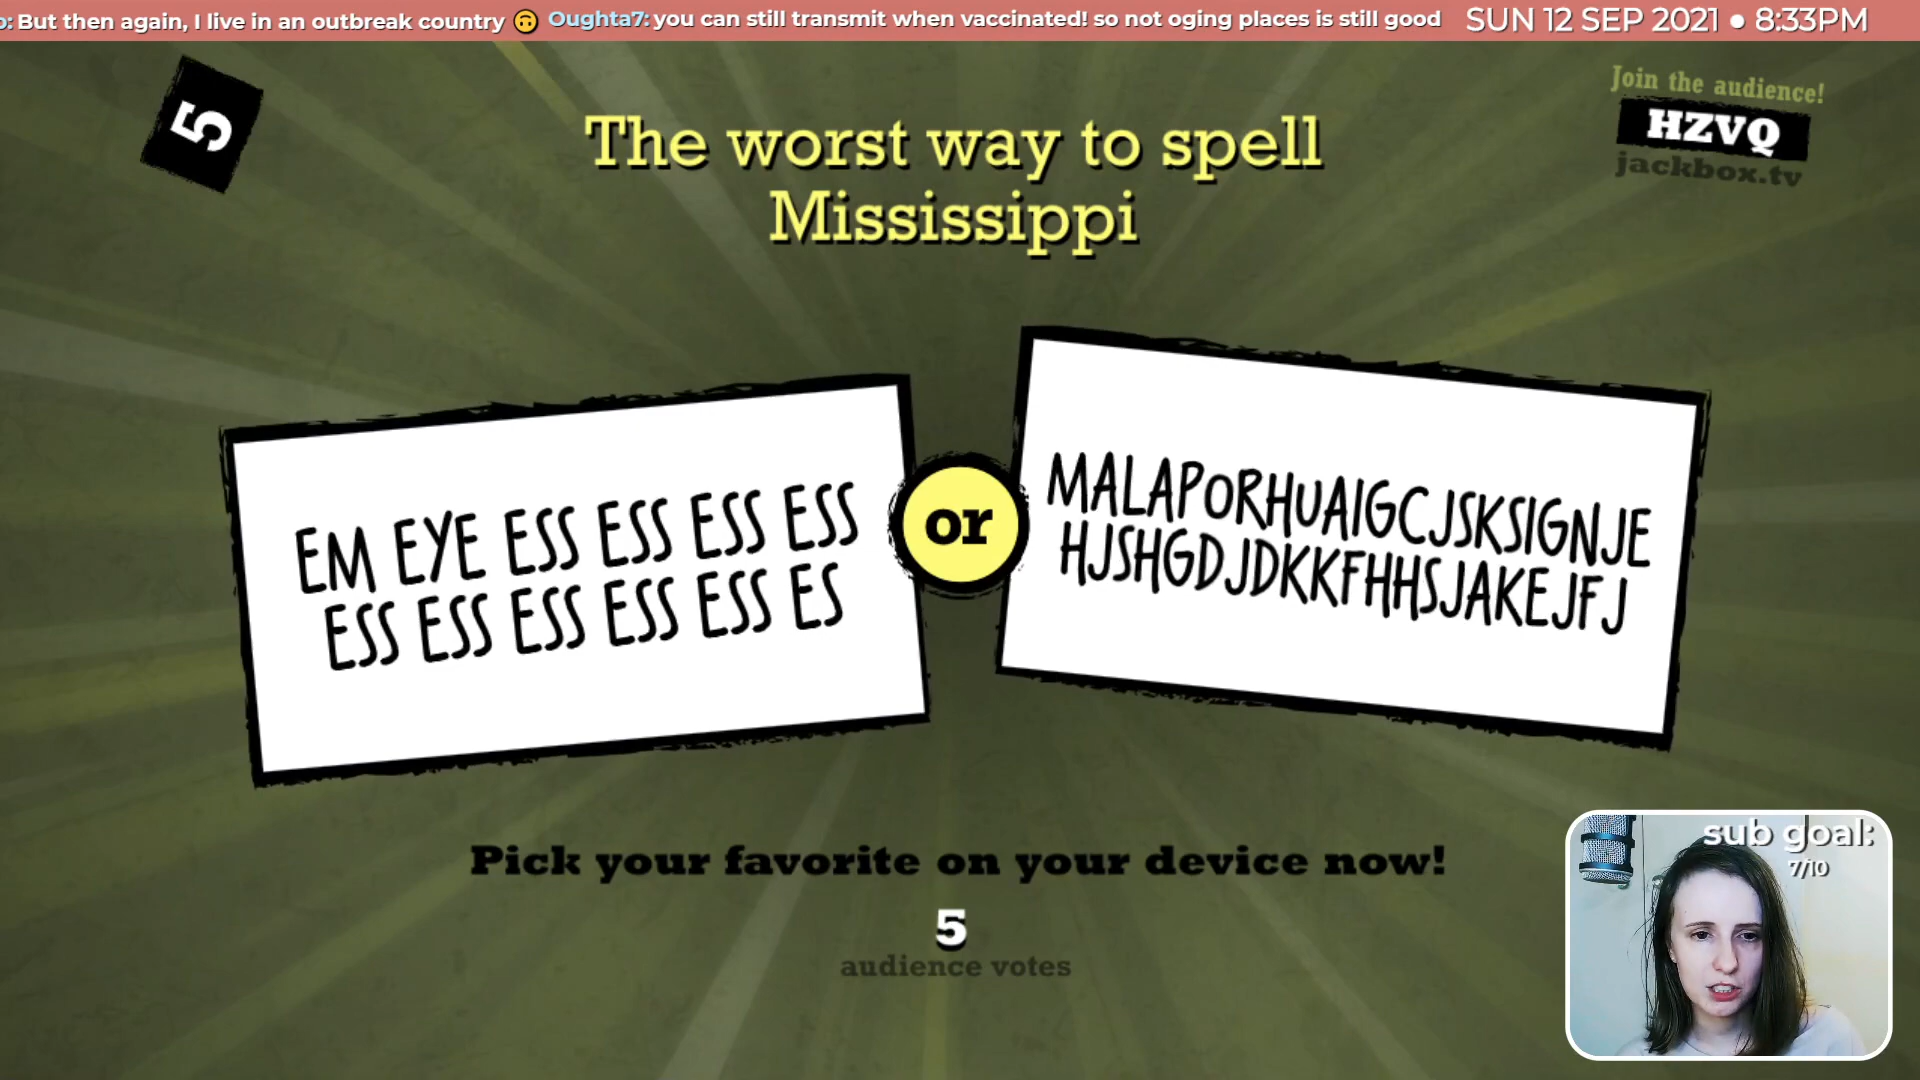 o: But then again, I live in an outbreak country 🙃 Oughta7: you can still transmit when vaccinated! so not oging places is still good
SUN 12 SEP 2021 ● 8:33PM
5
The worst way to spell
Mississippi
Join the audience!
HZVQ
jackbox.tv
EM EYE ESS ESS ESS ESS
ESS ESS ESS ESS ESS ES
or
MALAPORHUAIGCJSKSIGNJE
HJSHGDJDKKFHHSJAKEJFJ
Pick your favorite on your device now!
5
audience votes
sub goal:
7/10